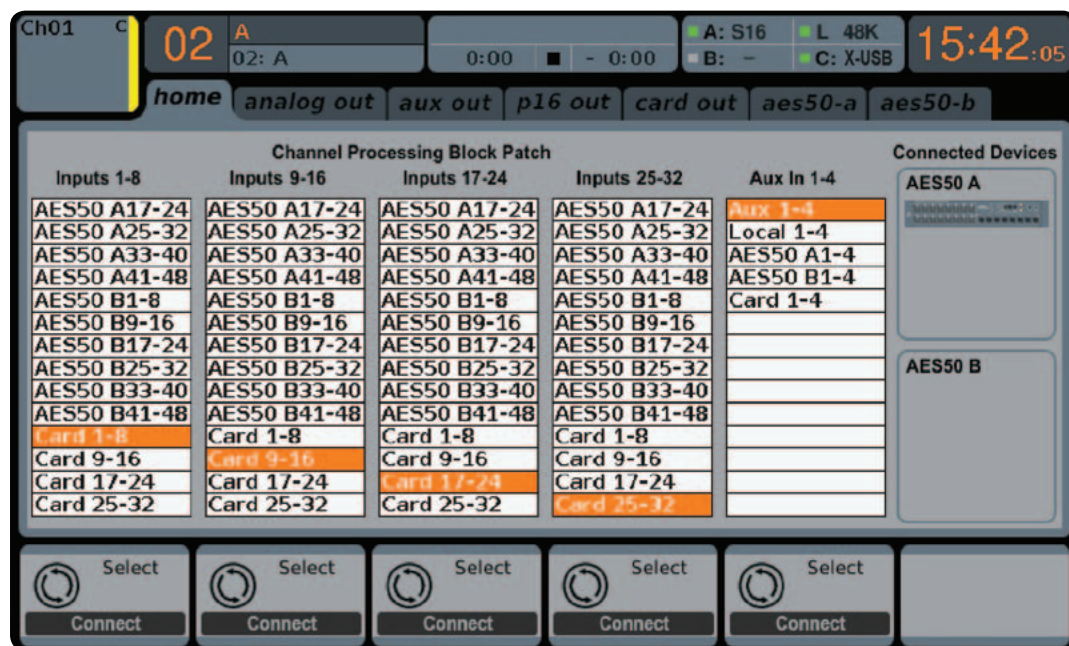 Ch01 C
02
A
02: A
0:00 - 0:00
A: S16 L 48K
B: - C: X-USB
15:42:05
home analog out aux out p16 out card out aes50-a aes50-b
Channel Processing Block Patch
Connected Devices
Inputs 1-8 Inputs 9-16 Inputs 17-24 Inputs 25-32 Aux In 1-4
AES50 A
AES50 A17-24 AES50 A17-24 AES50 A17-24 AES50 A17-24 Aux 1-4
AES50 A25-32 AES50 A25-32 AES50 A25-32 AES50 A25-32 Local 1-4
AES50 A33-40 AES50 A33-40 AES50 A33-40 AES50 A33-40 AES50 A1-4
AES50 A41-48 AES50 A41-48 AES50 A41-48 AES50 A41-48 AES50 B1-4
AES50 B1-8 AES50 B1-8 AES50 B1-8 AES50 B1-8 Card 1-4
AES50 B9-16 AES50 B9-16 AES50 B9-16 AES50 B9-16
AES50 B17-24 AES50 B17-24 AES50 B17-24 AES50 B17-24
AES50 B25-32 AES50 B25-32 AES50 B25-32 AES50 B25-32
AES50 B
AES50 B33-40 AES50 B33-40 AES50 B33-40 AES50 B33-40
AES50 B41-48 AES50 B41-48 AES50 B41-48 AES50 B41-48
Card 1-8 Card 1-8 Card 1-8 Card 1-8
Card 9-16 Card 9-16 Card 9-16 Card 9-16
Card 17-24 Card 17-24 Card 17-24 Card 17-24
Card 25-32 Card 25-32 Card 25-32 Card 25-32
Select Select Select Select Select
Connect Connect Connect Connect Connect